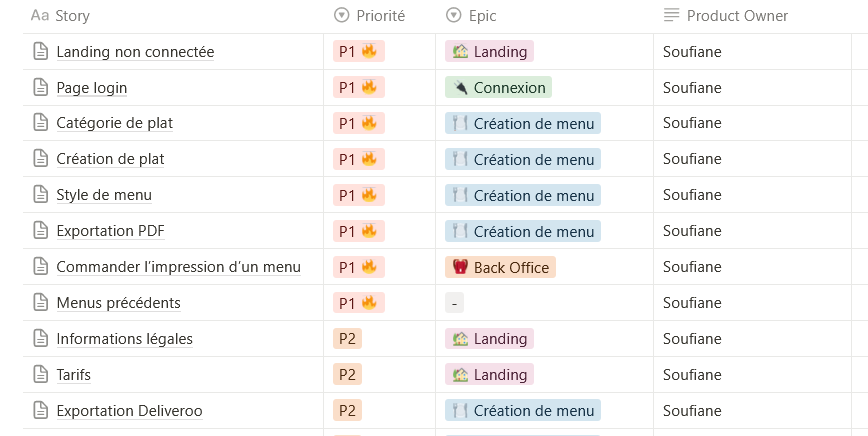 Aa Story Priorité Epic Product Owner
Landing non connectée P1 🔥 Landing Soufiane
Page login P1 🔥 Connexion Soufiane
Catégorie de plat P1 🔥 Création de menu Soufiane
Création de plat P1 🔥 Création de menu Soufiane
Style de menu P1 🔥 Création de menu Soufiane
Exportation PDF P1 🔥 Création de menu Soufiane
Commander l'impression d'un menu P1 🔥 Back Office Soufiane
Menus précédents P1 🔥 - Soufiane
Informations légales P2 Landing Soufiane
Tarifs P2 Landing Soufiane
Exportation Deliveroo P2 Création de menu Soufiane